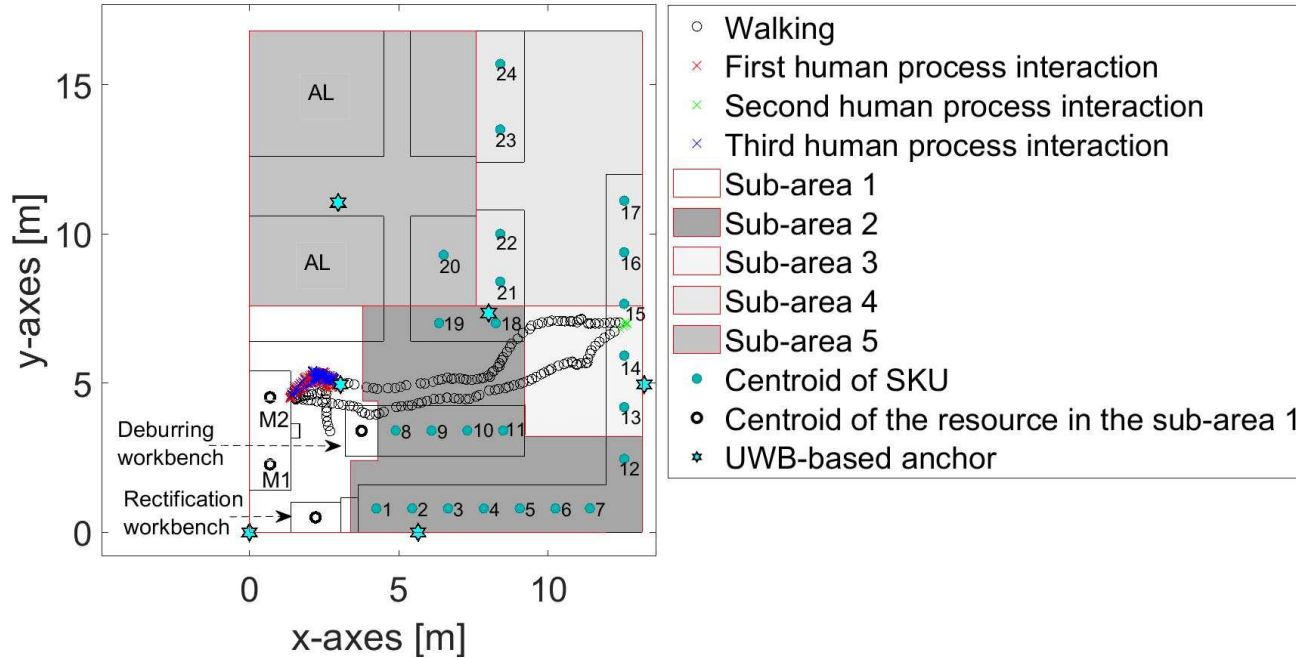 15
10
5
0
0
5
10
y-axes [m]
x-axes [m]
AL
AL
24
23
22
21
20
19
18
17
16
15
14
13
12
8
9
10
11
1
2
3
4
5
6
7
M2
M1
Deburring
workbench
Rectification
workbench
Walking
First human process interaction
Second human process interaction
Third human process interaction
Sub-area 1
Sub-area 2
Sub-area 3
Sub-area 4
Sub-area 5
Centroid of SKU
Centroid of the resource in the sub-area 1
UWB-based anchor